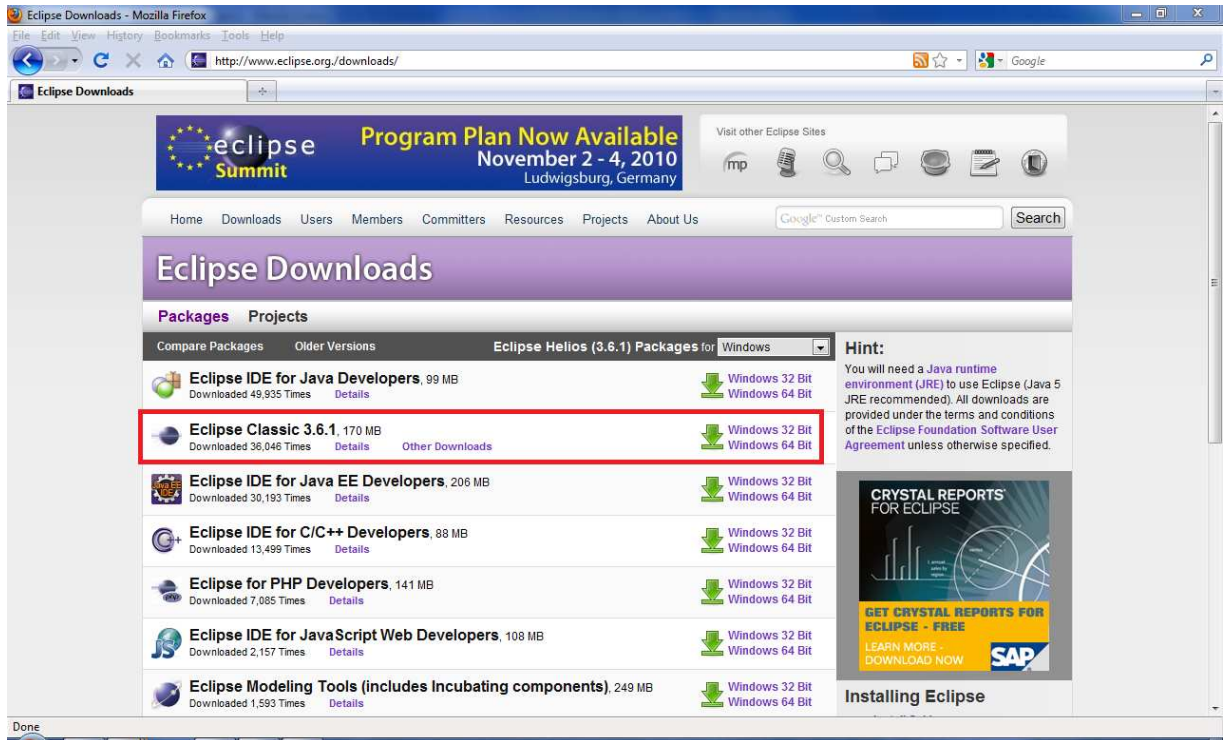 Eclipse Downloads - Mozilla Firefox
File Edit View History Bookmarks Tools Help
http://www.eclipse.org./downloads/
Google
Eclipse Downloads
eclipse
Summit
Program Plan Now Available
November 2 - 4, 2010
Ludwigsburg, Germany
Visit other Eclipse Sites
mp
Home Downloads Users Members Committers Resources Projects About Us
Google™ Custom Search
Search
Eclipse Downloads
Packages Projects
Compare Packages Older Versions Eclipse Helios (3.6.1) Packages for Windows
Eclipse IDE for Java Developers, 99 MB
Downloaded 49,935 Times Details
Windows 32 Bit
Windows 64 Bit
Eclipse Classic 3.6.1, 170 MB
Downloaded 36,046 Times Details Other Downloads
Windows 32 Bit
Windows 64 Bit
Eclipse IDE for Java EE Developers, 206 MB
Downloaded 30,193 Times Details
Windows 32 Bit
Windows 64 Bit
Eclipse IDE for C/C++ Developers, 88 MB
Downloaded 13,499 Times Details
Windows 32 Bit
Windows 64 Bit
Eclipse for PHP Developers, 141 MB
Downloaded 7,085 Times Details
Windows 32 Bit
Windows 64 Bit
Eclipse IDE for JavaScript Web Developers, 108 MB
Downloaded 2,157 Times Details
Windows 32 Bit
Windows 64 Bit
Eclipse Modeling Tools (includes Incubating components), 249 MB
Downloaded 1,593 Times Details
Windows 32 Bit
Windows 64 Bit
Hint:
You will need a Java runtime
environment (JRE) to use Eclipse (Java 5
JRE recommended). All downloads are
provided under the terms and conditions
of the Eclipse Foundation Software User
Agreement unless otherwise specified.
CRYSTAL REPORTS
FOR ECLIPSE
GET CRYSTAL REPORTS FOR
ECLIPSE - FREE
LEARN MORE -
DOWNLOAD NOW
SAP
Installing Eclipse
Done